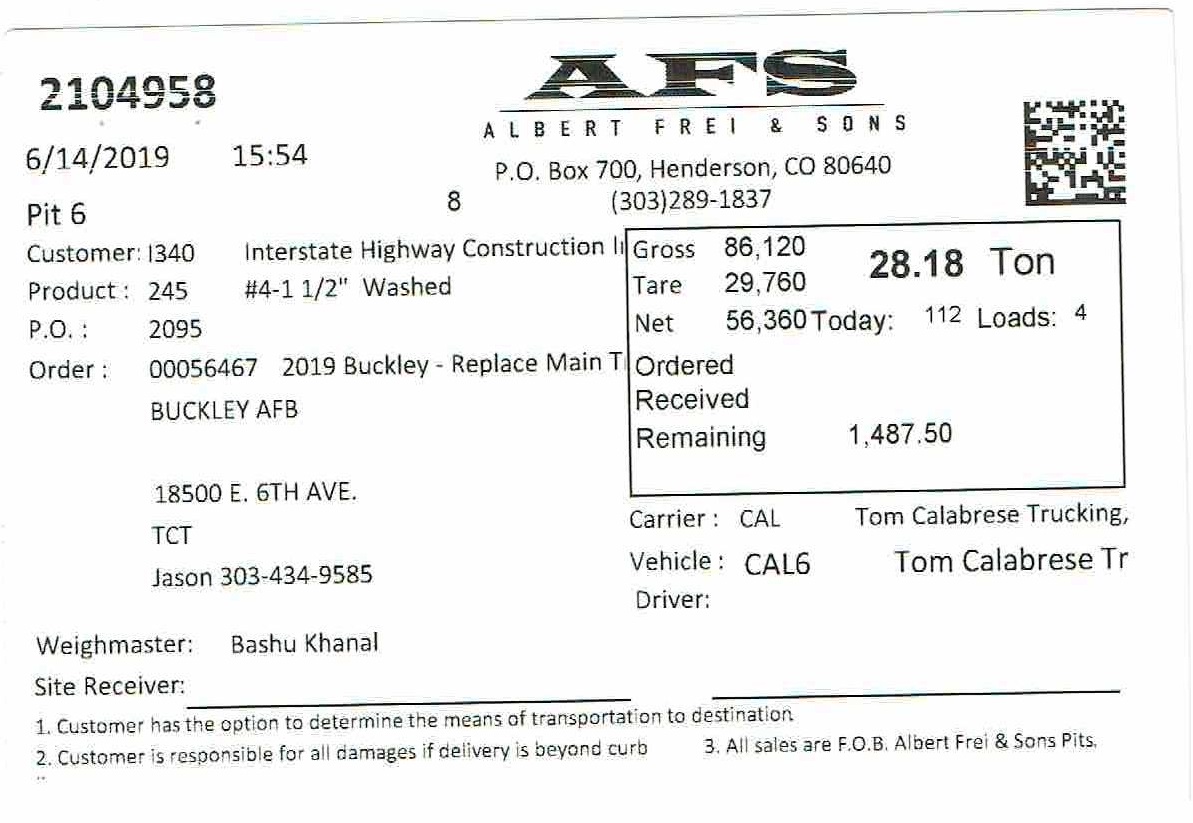 2104958
AFS
ALBERT FREI & SONS
6/14/2019 15:54
P.O. Box 700, Henderson, CO 80640
Pit 6 8 (303)289-1837
Customer: I340 Interstate Highway Construction I
Gross 86,120 28.18 Ton
Product : 245 #4-1 1/2" Washed
Tare 29,760
P.O. : 2095
Net 56,360 Today: 112 Loads: 4
Order : 00056467 2019 Buckley - Replace Main T
Ordered
BUCKLEY AFB
Received
Remaining 1,487.50
18500 E. 6TH AVE.
Carrier : CAL Tom Calabrese Trucking,
TCT
Vehicle : CAL6 Tom Calabrese Tr
Jason 303-434-9585
Driver:
Weighmaster: Bashu Khanal
Site Receiver:
1. Customer has the option to determine the means of transportation to destination
2. Customer is responsible for all damages if delivery is beyond curb 3. All sales are F.O.B. Albert Frei & Sons Pits.